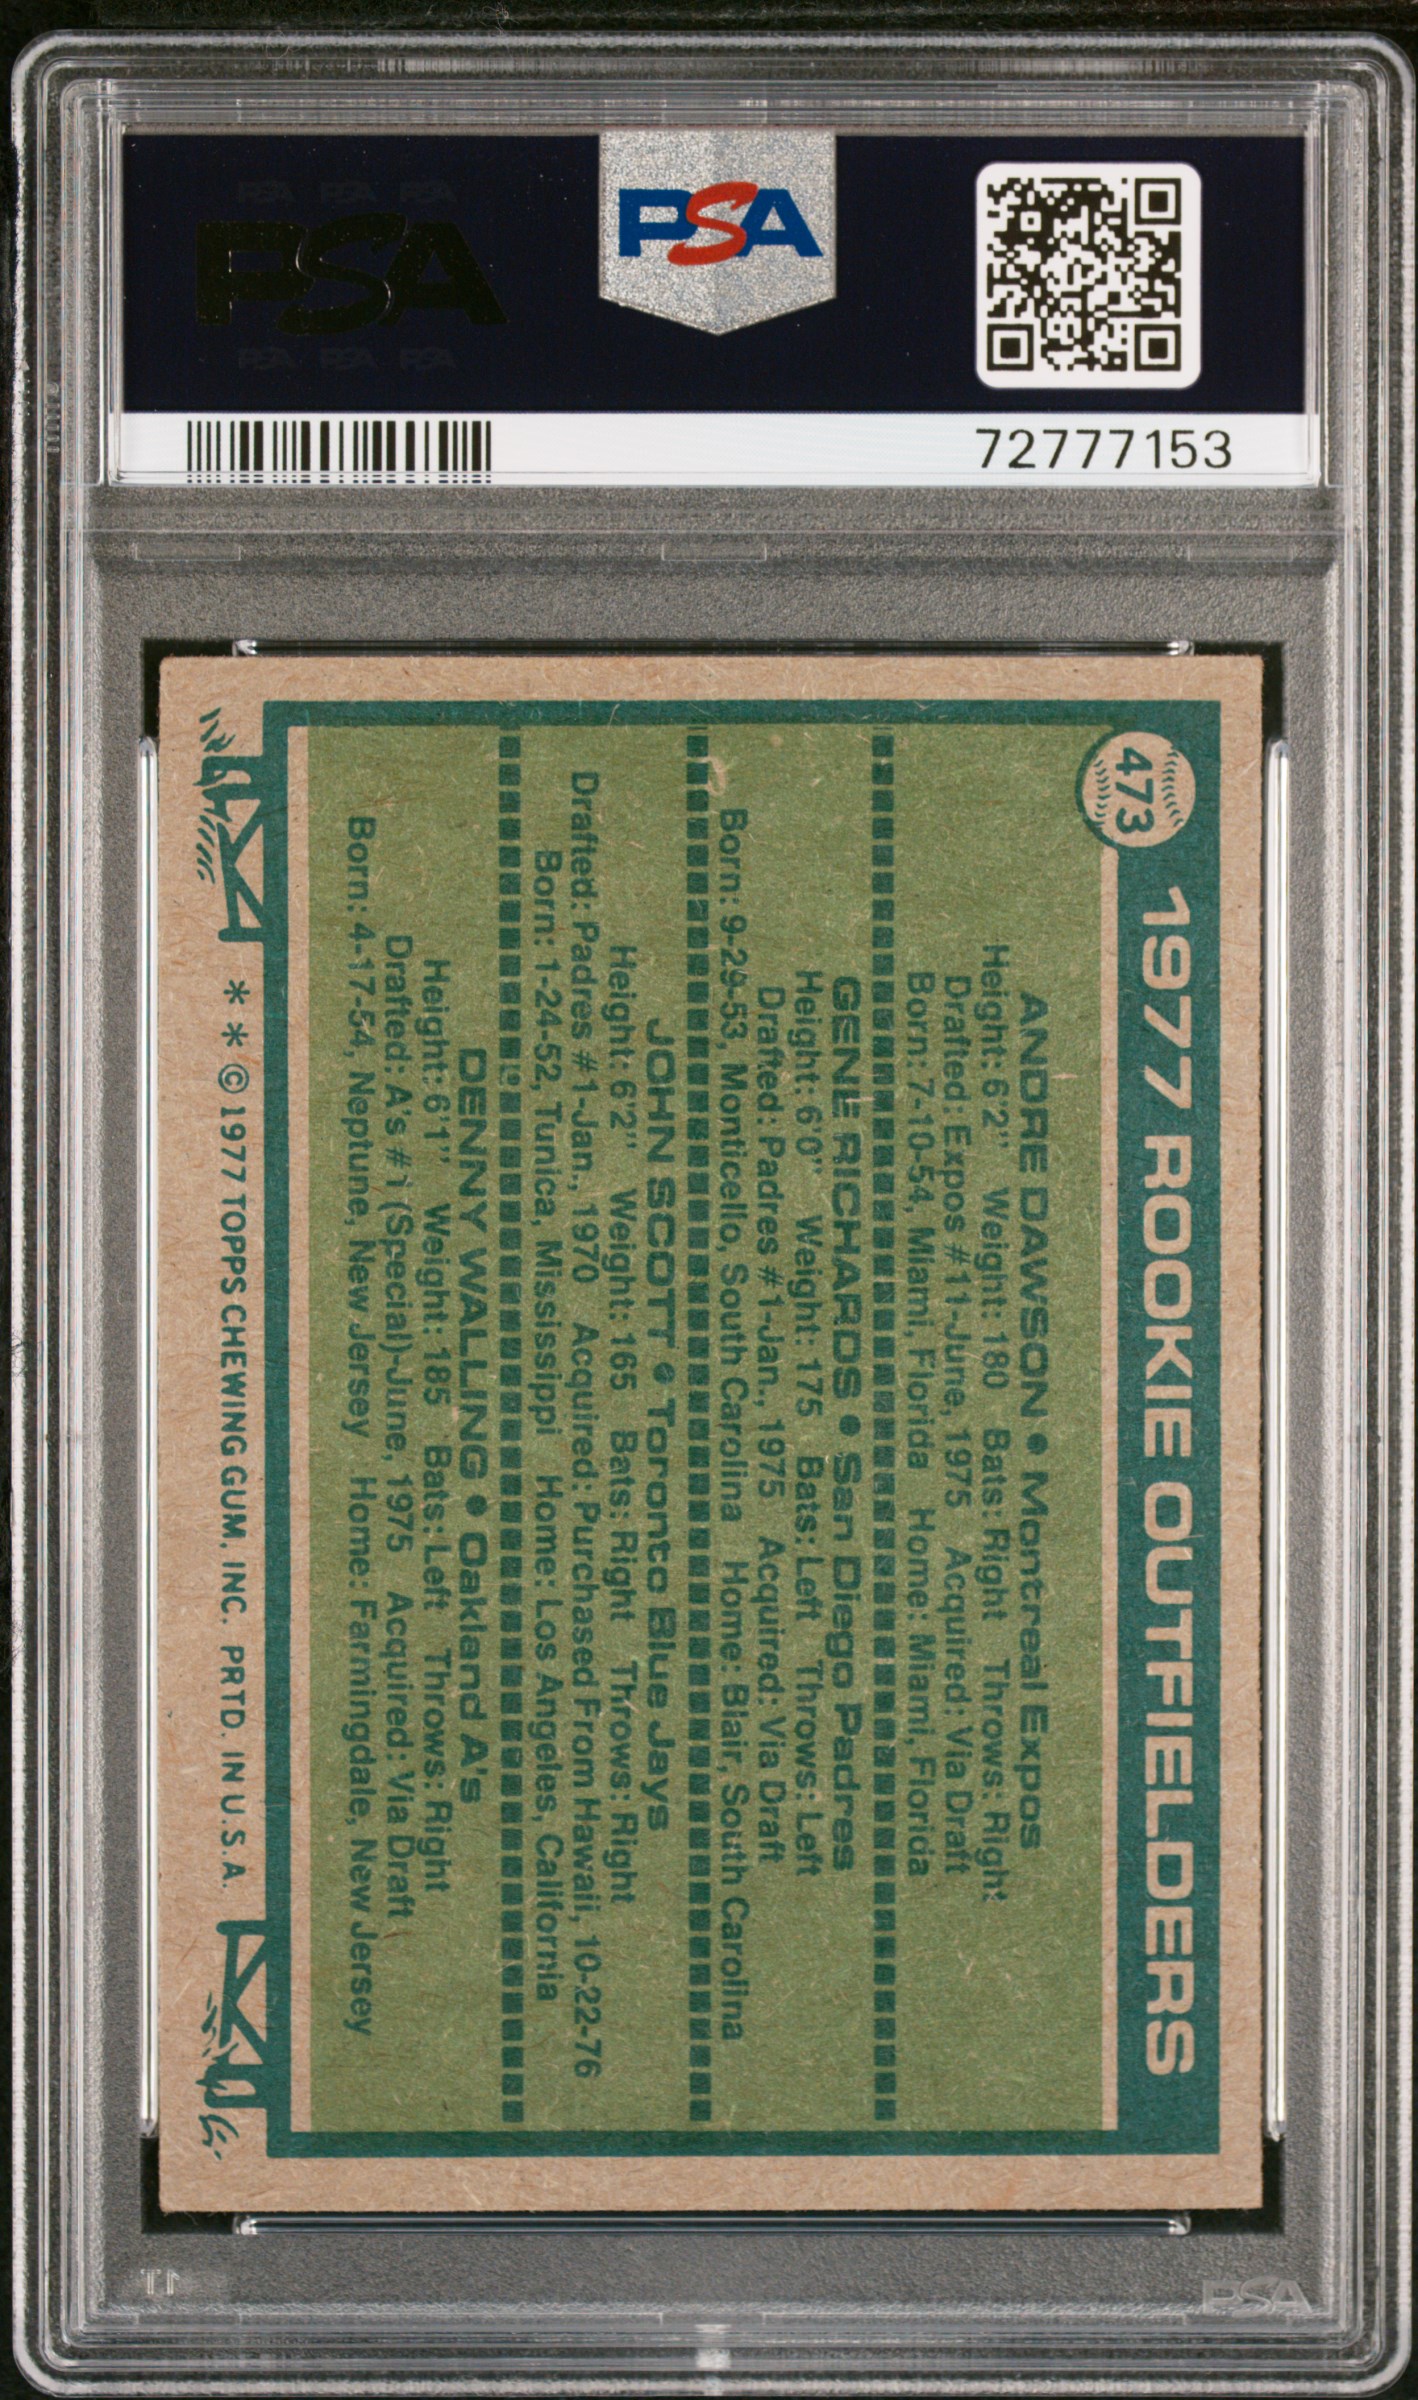 PSA PSA PSA
PSA
PSA PSA PSA
PSA
72777153
473
1977 ROOKIE OUTFIELDERS
ANDRE DAWSON • Montreal Expos
Height: 6'2" Weight: 180 Bats: Right Throws: Right
Drafted: Expos #11-June, 1975 Acquired: Via Draft
Born: 7-10-54, Miami, Florida Home: Miami, Florida
GENE RICHARDS • San Diego Padres
Height: 6'0" Weight: 175 Bats: Left Throws: Left
Drafted: Padres #1-Jan., 1975 Acquired: Via Draft
Born: 9-29-53, Monticello, South Carolina Home: Blair, South Carolina
JOHN SCOTT • Toronto Blue Jays
Height: 6'2" Weight: 165 Bats: Right Throws: Right
Drafted: Padres #1-Jan., 1970 Acquired: Purchased From Hawaii, 10-22-76
Born: 1-24-52, Tunica, Mississippi Home: Los Angeles, California
DENNY WALLING • Oakland A's
Height: 6'1" Weight: 185 Bats: Left Throws: Right
Drafted: A's #1 (Special)-June, 1975 Acquired: Via Draft
Born: 4-17-54, Neptune, New Jersey Home: Farmingdale, New Jersey
* * © 1977 TOPPS CHEWING GUM, INC. PRTD. IN U.S.A.
PSA